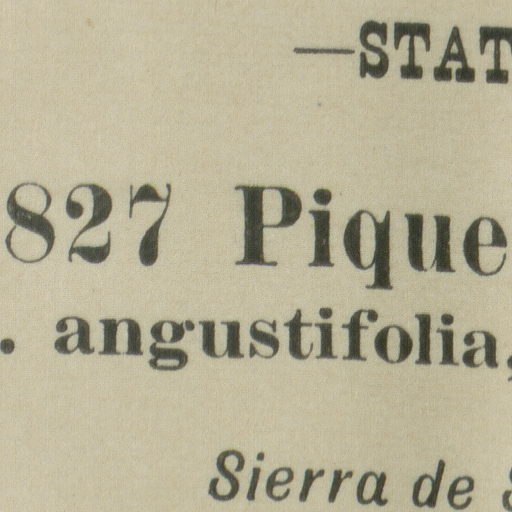 —STAT
827 Pique
. angustifolia,
Sierra de S